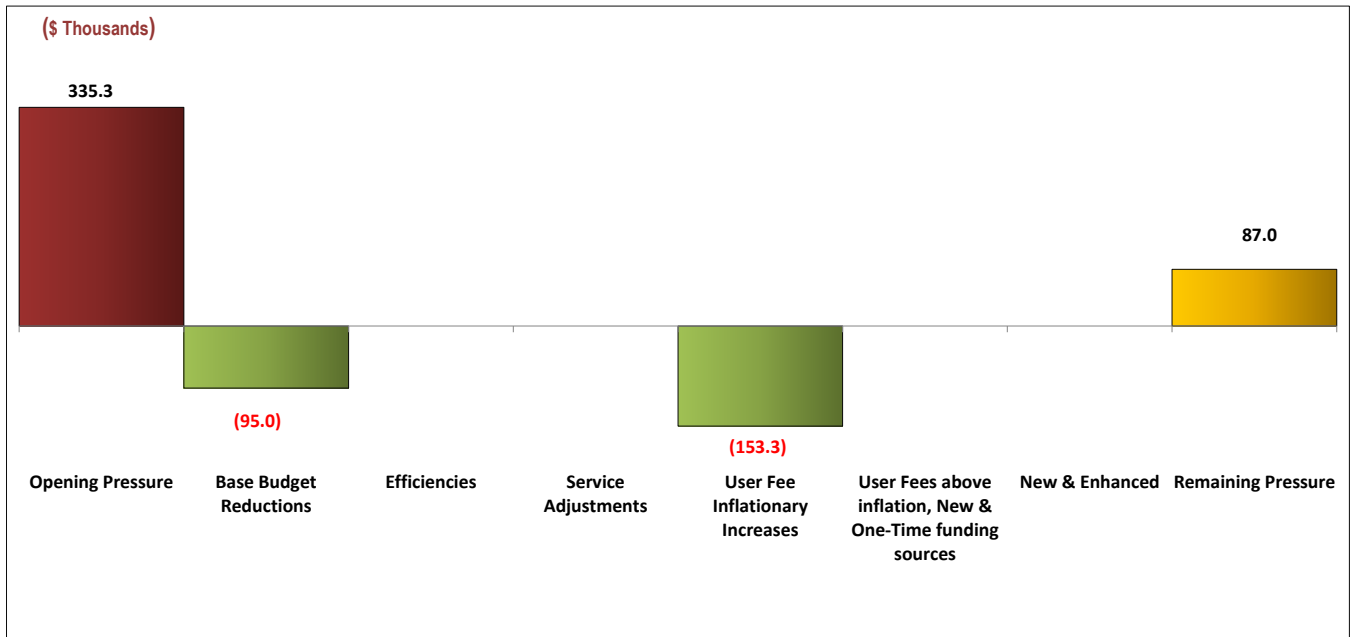 ($ Thousands)
335.3
87.0
(95.0)
(153.3)
Opening Pressure
Base Budget
Reductions
Efficiencies
Service
Adjustments
User Fee
Inflationary
Increases
User Fees above
inflation, New &
One-Time funding
sources
New & Enhanced
Remaining Pressure